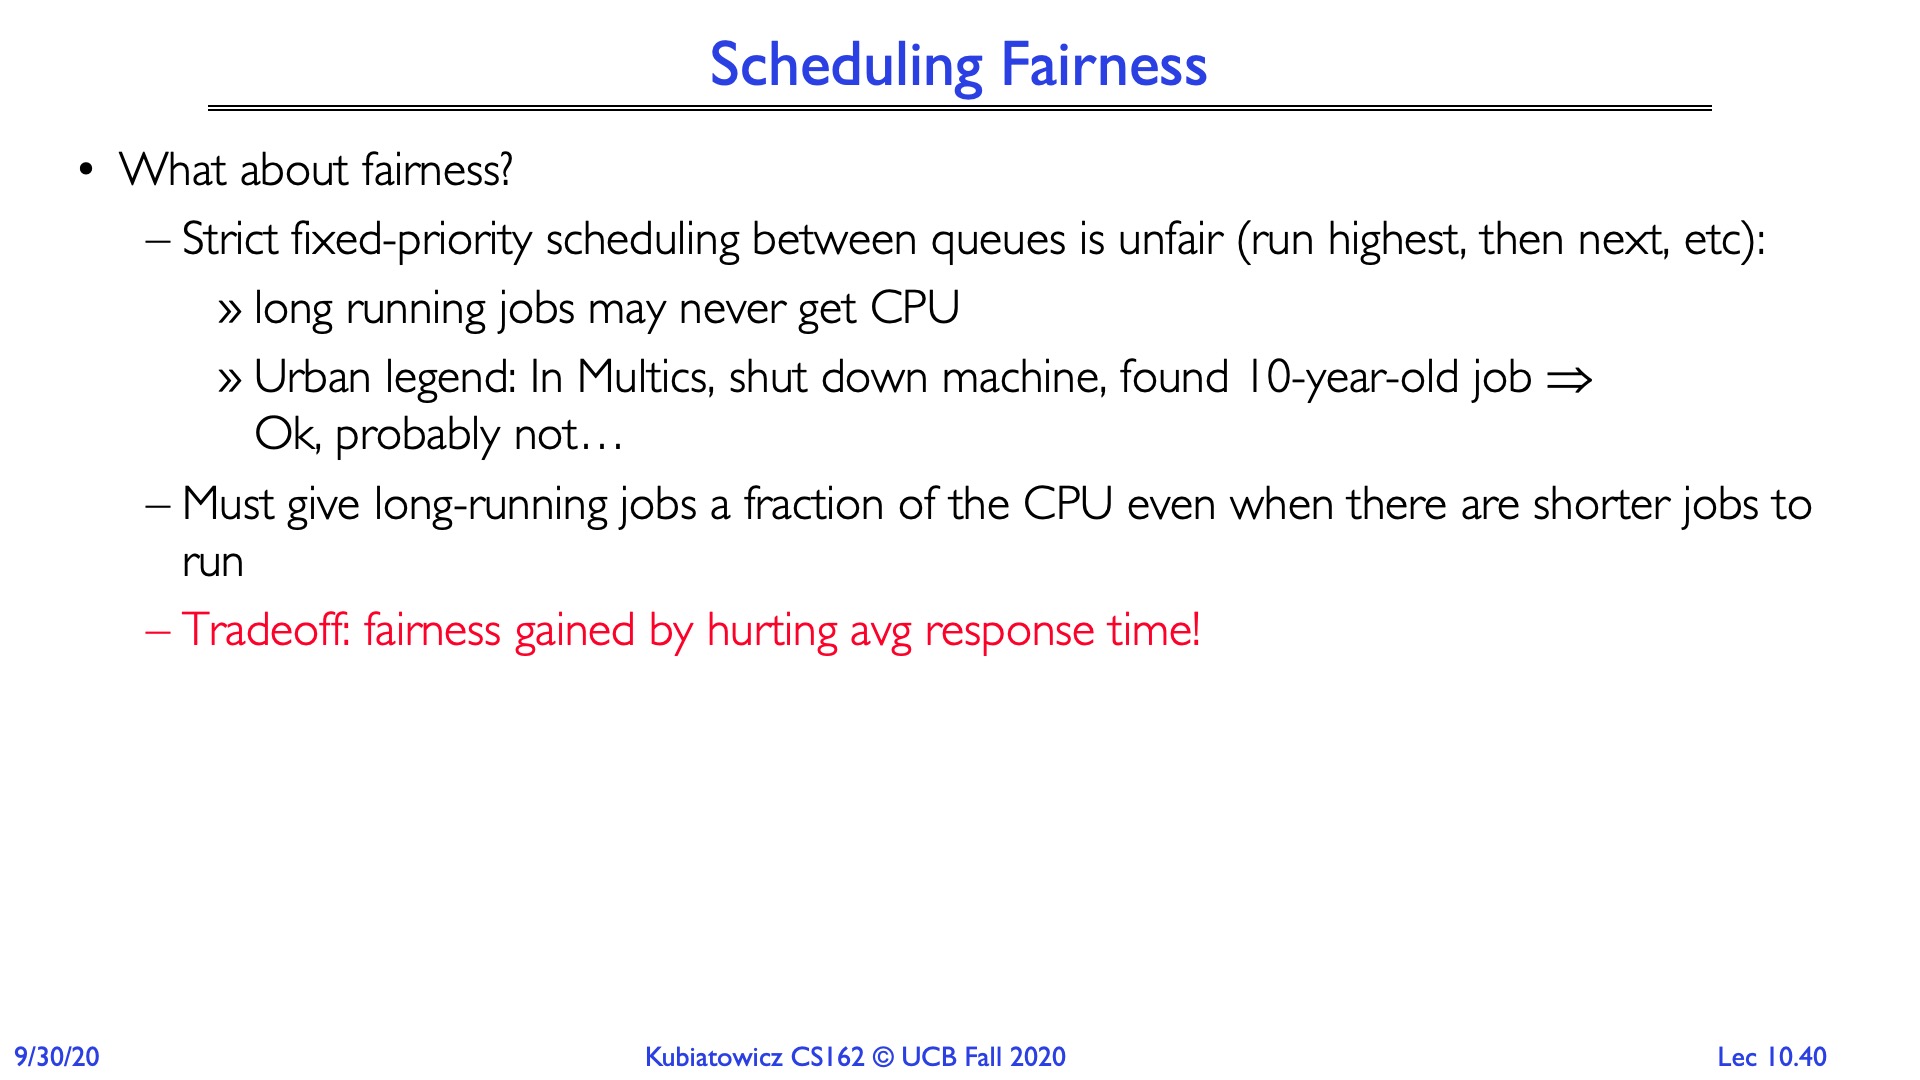 Scheduling Fairness
• What about fairness?
– Strict fixed-priority scheduling between queues is unfair (run highest, then next, etc):
» long running jobs may never get CPU
» Urban legend: In Multics, shut down machine, found 10-year-old job ⇒
Ok, probably not…
– Must give long-running jobs a fraction of the CPU even when there are shorter jobs to
run
– Tradeoff: fairness gained by hurting avg response time!
9/30/20
Kubiatowicz CS162 © UCB Fall 2020
Lec 10.40